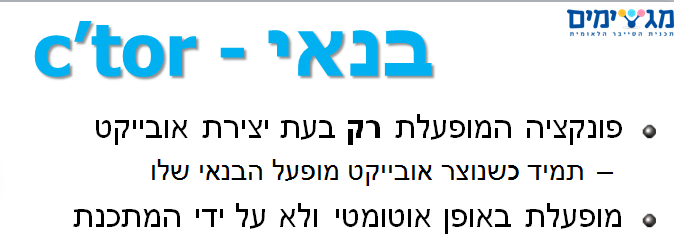 מגשימים
תכנית הסייבר הלאומית
בנאי - c'tor
• פונקציה המופעלת רק בעת יצירת אובייקט
– תמיד כשנוצר אובייקט מופעל הבנאי שלו
• מופעלת באופן אוטומטי ולא על ידי המתכנת